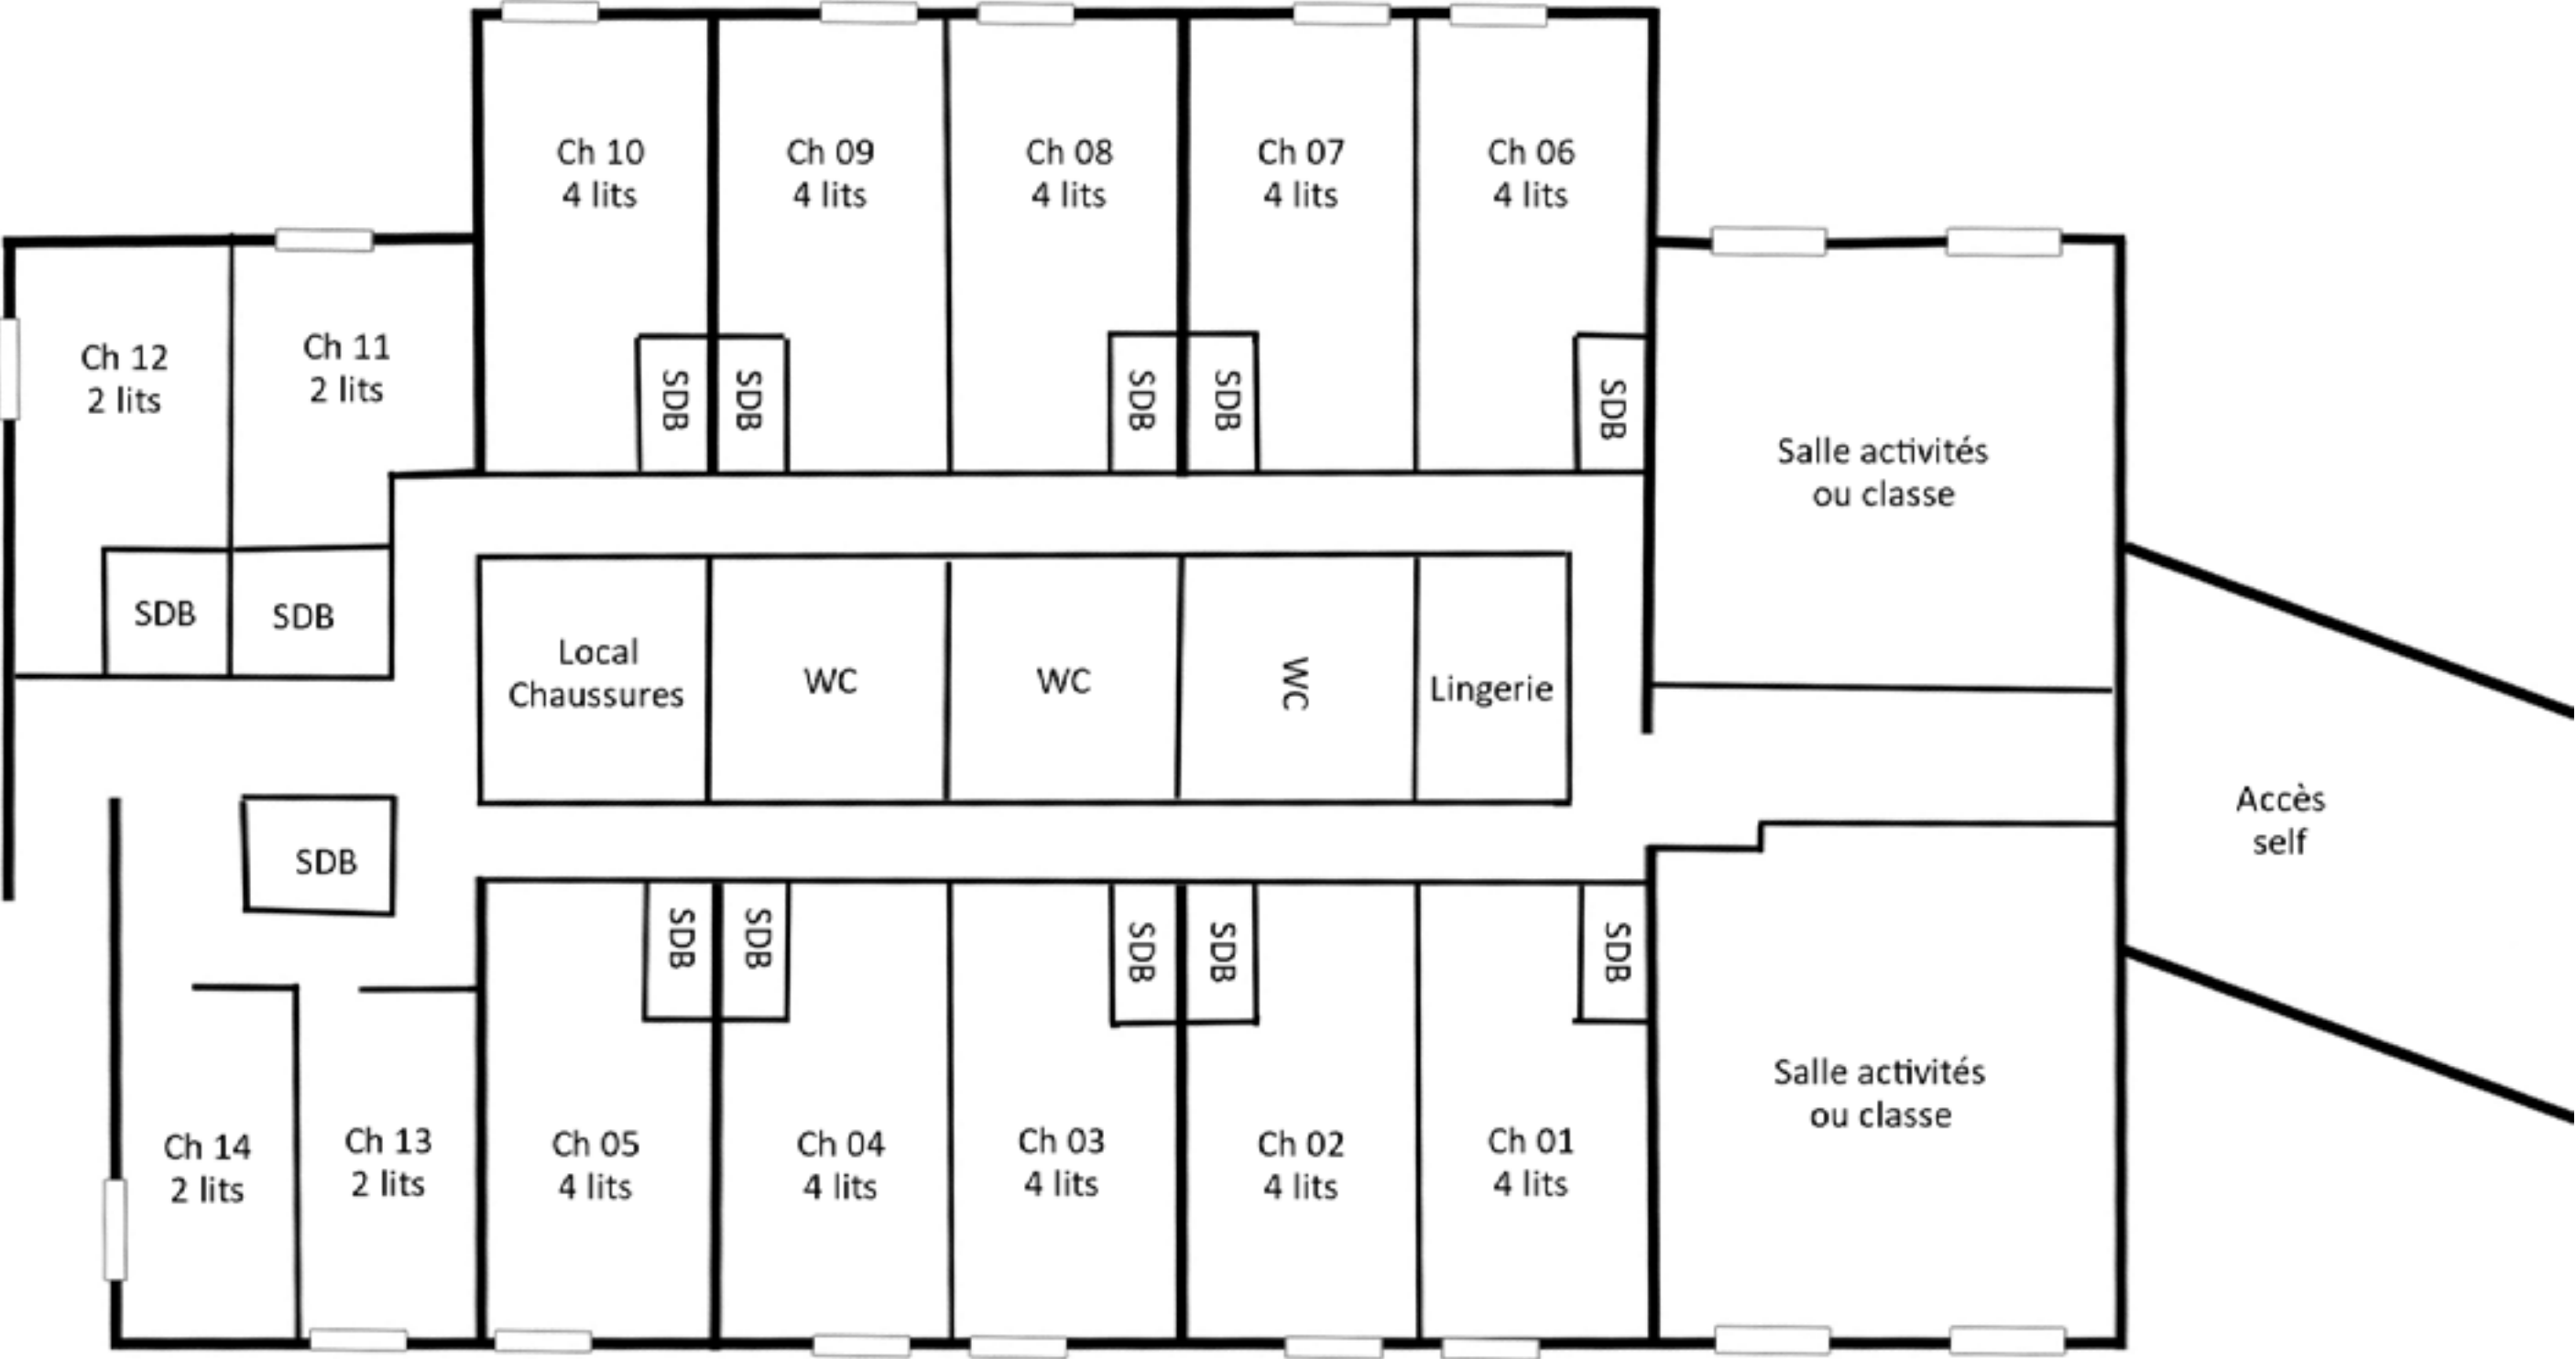 Ch 10
4 lits
Ch 09
4 lits
Ch 08
4 lits
Ch 07
4 lits
Ch 06
4 lits
Ch 12
2 lits
Ch 11
2 lits
SDB
SDB
SDB
SDB
SDB
Salle activités
ou classe
SDB
SDB
Local
Chaussures
WC
WC
WC
Lingerie
Accès
self
SDB
SDB
SDB
SDB
SDB
SDB
Ch 14
2 lits
Ch 13
2 lits
Ch 05
4 lits
Ch 04
4 lits
Ch 03
4 lits
Ch 02
4 lits
Ch 01
4 lits
Salle activités
ou classe